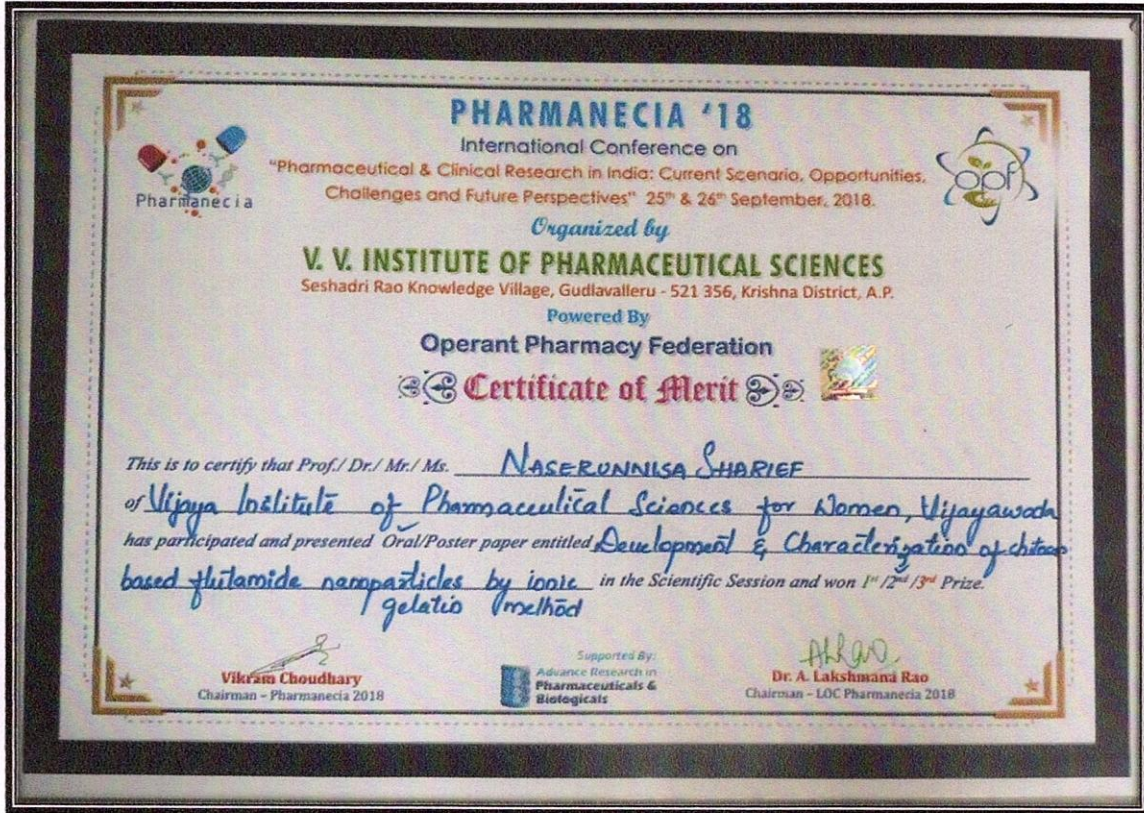 PHARMANECIA '18
International Conference on
"Pharmaceutical & Clinical Research in India: Current Scenario, Opportunities,
Challenges and Future Perspectives" 25th & 26th September, 2018.
Pharmanecia
opf
Organized by
V. V. INSTITUTE OF PHARMACEUTICAL SCIENCES
Seshadri Rao Knowledge Village, Gudlavalleru - 521 356, Krishna District, A.P.
Powered By
Operant Pharmacy Federation
Certificate of Merit
This is to certify that Prof./ Dr./ Mr./ Ms. NASERUNNISA SHARIEF
of Vijaya Institute of Pharmaceutical Sciences for Women, Vijayawada
has participated and presented Oral/Poster paper entitled Development & Characterization of chitosan
based flutamide nanoparticles by ionic in the Scientific Session and won 1st/2nd/3rd Prize.
gelatio method
Vikram Choudhary
Chairman – Pharmanecia 2018
Supported By:
Advance Research in
Pharmaceuticals &
Biologicals
ALRao
Dr. A. Lakshmana Rao
Chairman – LOC Pharmanecia 2018